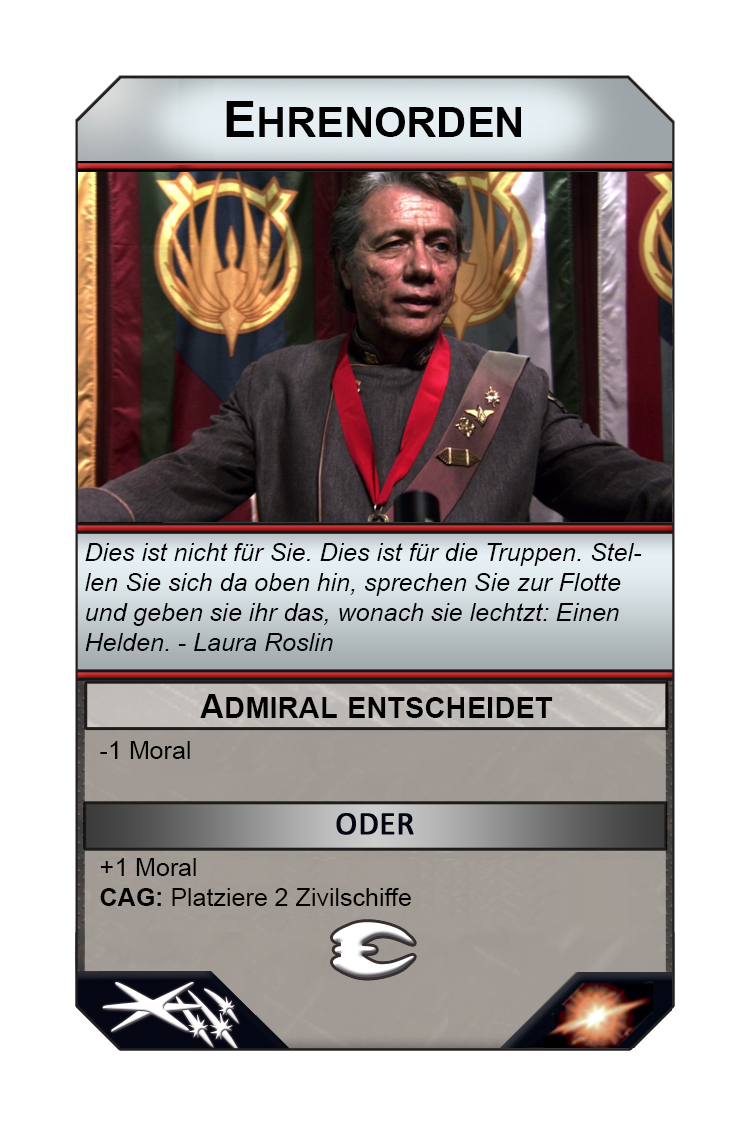 EHRENORDEN
Dies ist nicht für Sie. Dies ist für die Truppen. Stel-
len Sie sich da oben hin, sprechen Sie zur Flotte
und geben sie ihr das, wonach sie lechtzt: Einen
Helden. - Laura Roslin
ADMIRAL ENTSCHEIDET
-1 Moral
ODER
+1 Moral
CAG: Platziere 2 Zivilschiffe